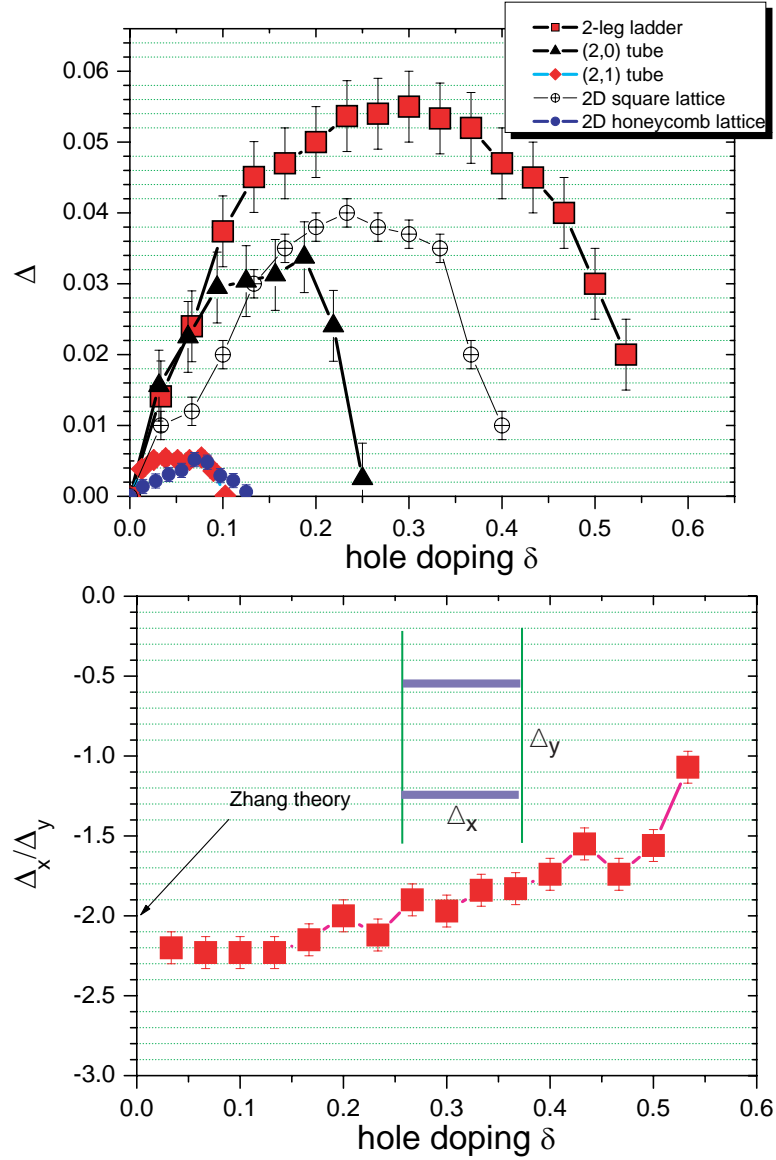 2-leg ladder
(2,0) tube
(2,1) tube
2D square lattice
2D honeycomb lattice
0.06
0.05
0.04
0.03
0.02
0.01
0.00
Δ
0.0 0.1 0.2 0.3 0.4 0.5 0.6
hole doping δ
0.0
-0.5
-1.0
-1.5
-2.0
-2.5
-3.0
Δx/Δy
Δy
Δx
Zhang theory
0.0 0.1 0.2 0.3 0.4 0.5 0.6
hole doping δ